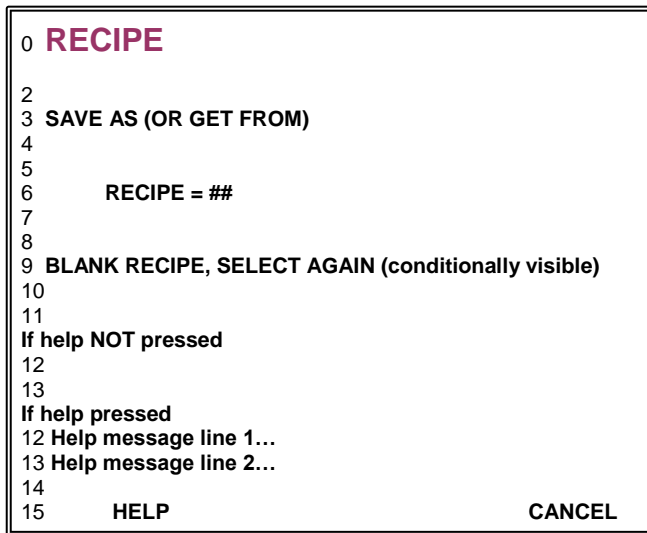 0 RECIPE
2
3 SAVE AS (OR GET FROM)
4
5
6 RECIPE = ##
7
8
9 BLANK RECIPE, SELECT AGAIN (conditionally visible)
10
11
If help NOT pressed
12
13
If help pressed
12 Help message line 1…
13 Help message line 2…
14
15 HELP CANCEL